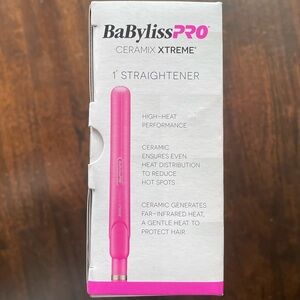 BaBylissPRO®
CERAMIX XTREME®
1" STRAIGHTENER
HIGH-HEAT
PERFORMANCE
CERAMIC
ENSURES EVEN
HEAT DISTRIBUTION
TO REDUCE
HOT SPOTS
CERAMIC GENERATES
FAR-INFRARED HEAT,
A GENTLE HEAT TO
PROTECT HAIR